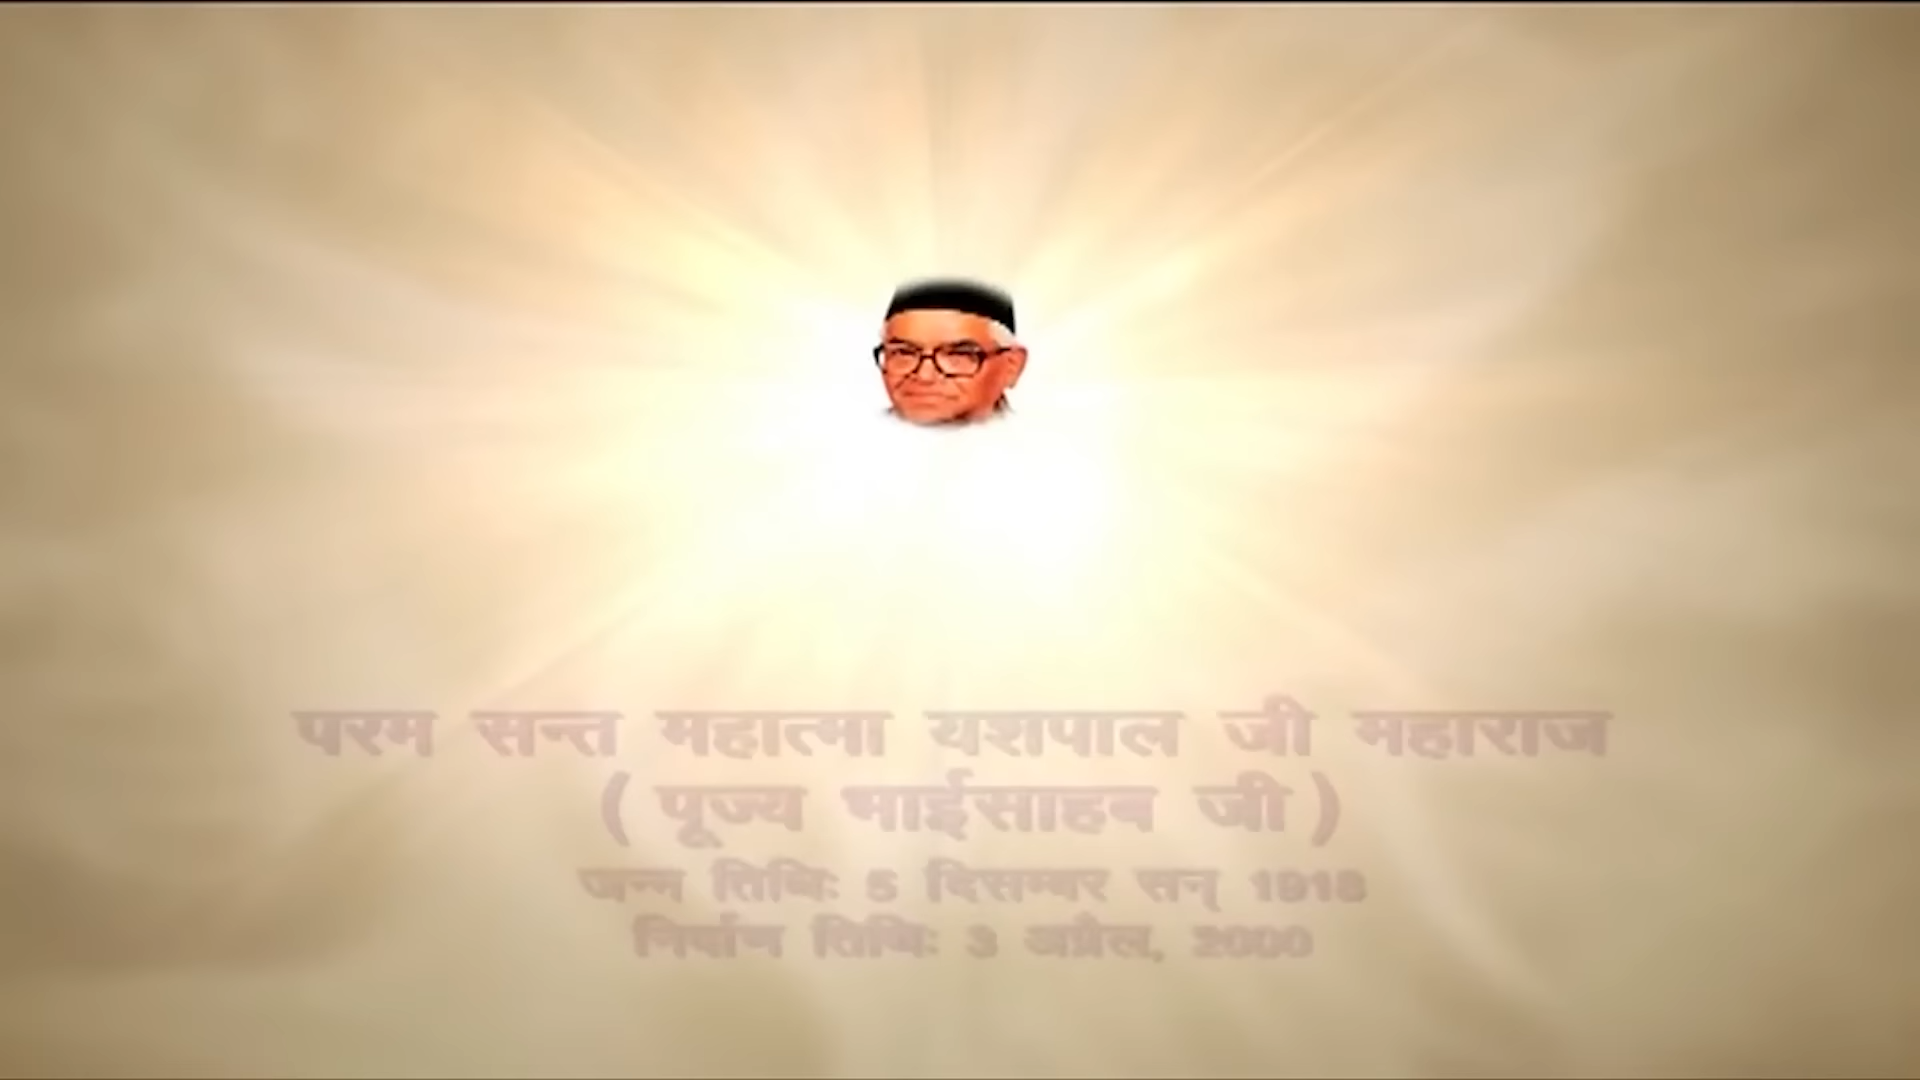 परम सन्त महात्मा यशपाल जी महाराज
( पूज्य भाईसाहब जी )
जन्म तिथिः 5 दिसम्बर सन् 1918
निर्वाण तिथिः 3 अप्रैल, 2000